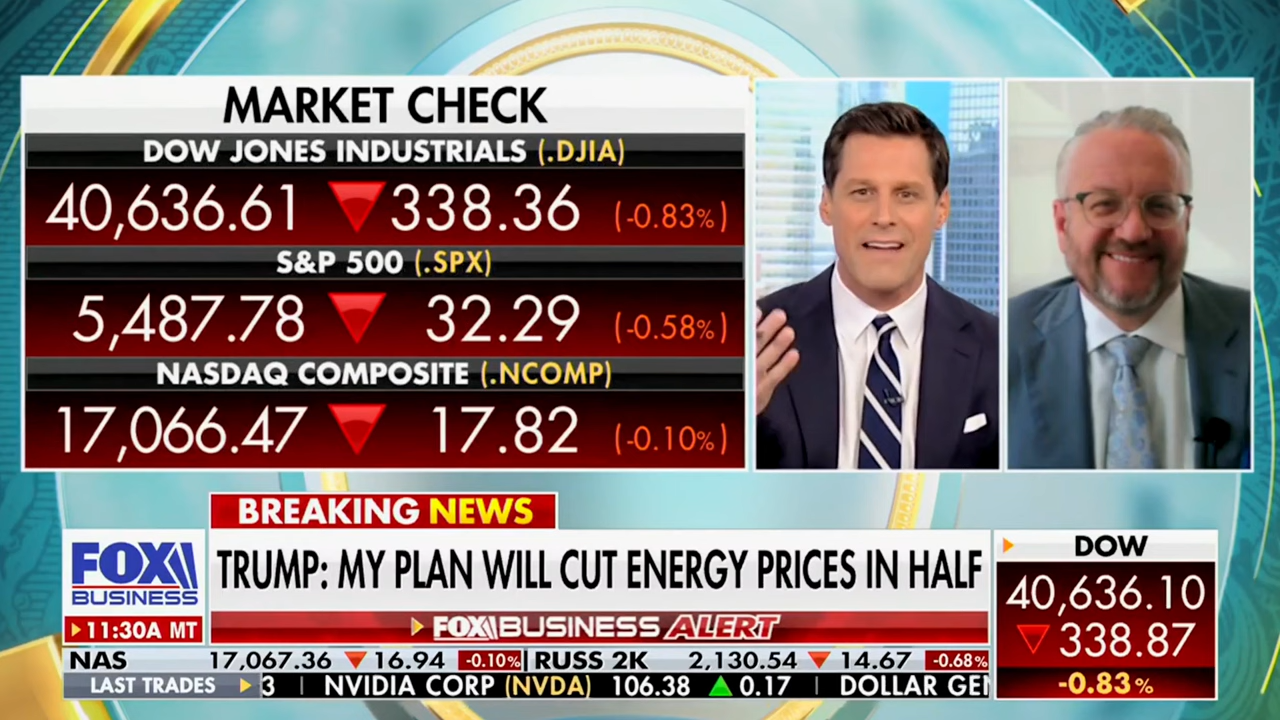 MARKET CHECK
DOW JONES INDUSTRIALS (.DJIA)
40,636.61 ▼ 338.36 (-0.83%)
S&P 500 (.SPX)
5,487.78 ▼ 32.29 (-0.58%)
NASDAQ COMPOSITE (.NCOMP)
17,066.47 ▼ 17.82 (-0.10%)
BREAKING NEWS
FOX
BUSINESS
11:30A MT
TRUMP: MY PLAN WILL CUT ENERGY PRICES IN HALF
FOX BUSINESS ALERT
DOW
40,636.10
▼ 338.87
-0.83%
NAS 17,067.36 ▼ 16.94 -0.10% RUSS 2K 2,130.54 ▼ 14.67 -0.68%
LAST TRADES 3 | NVIDIA CORP (NVDA) 106.38 ▲ 0.17 | DOLLAR GEN